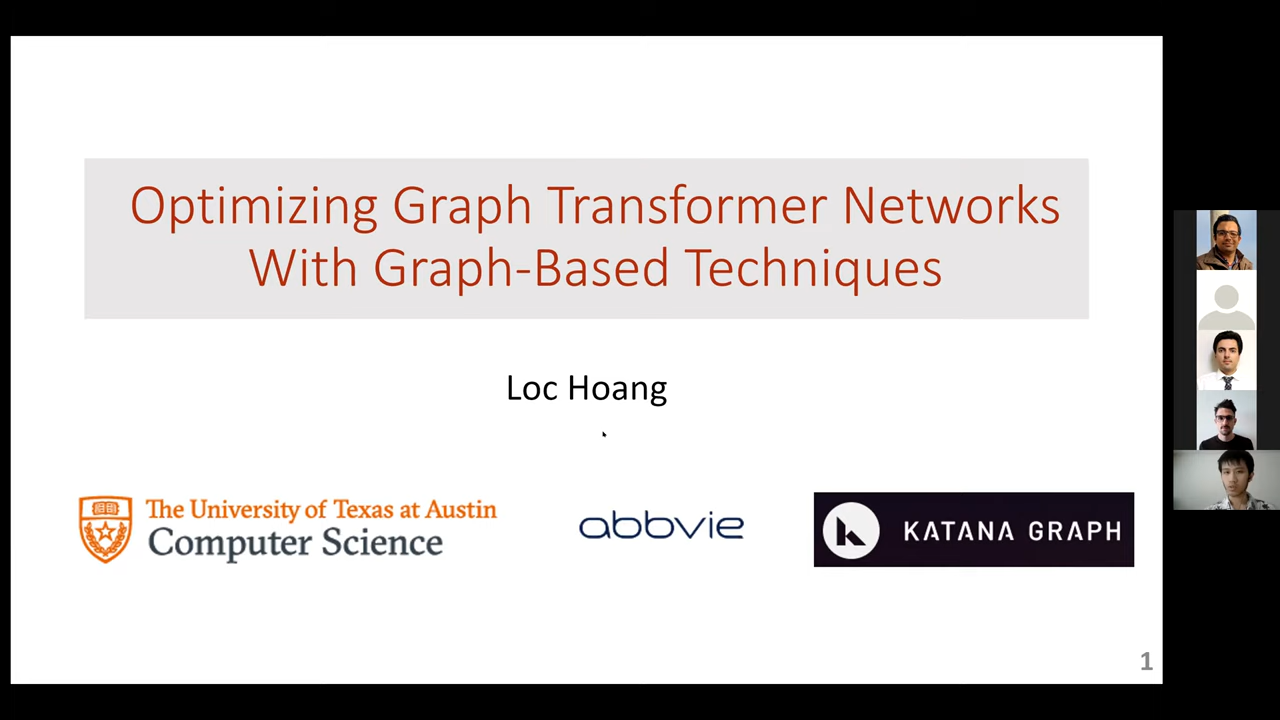 Optimizing Graph Transformer Networks
With Graph-Based Techniques
Loc Hoang
The University of Texas at Austin
Computer Science
abbvie
KATANA GRAPH
1